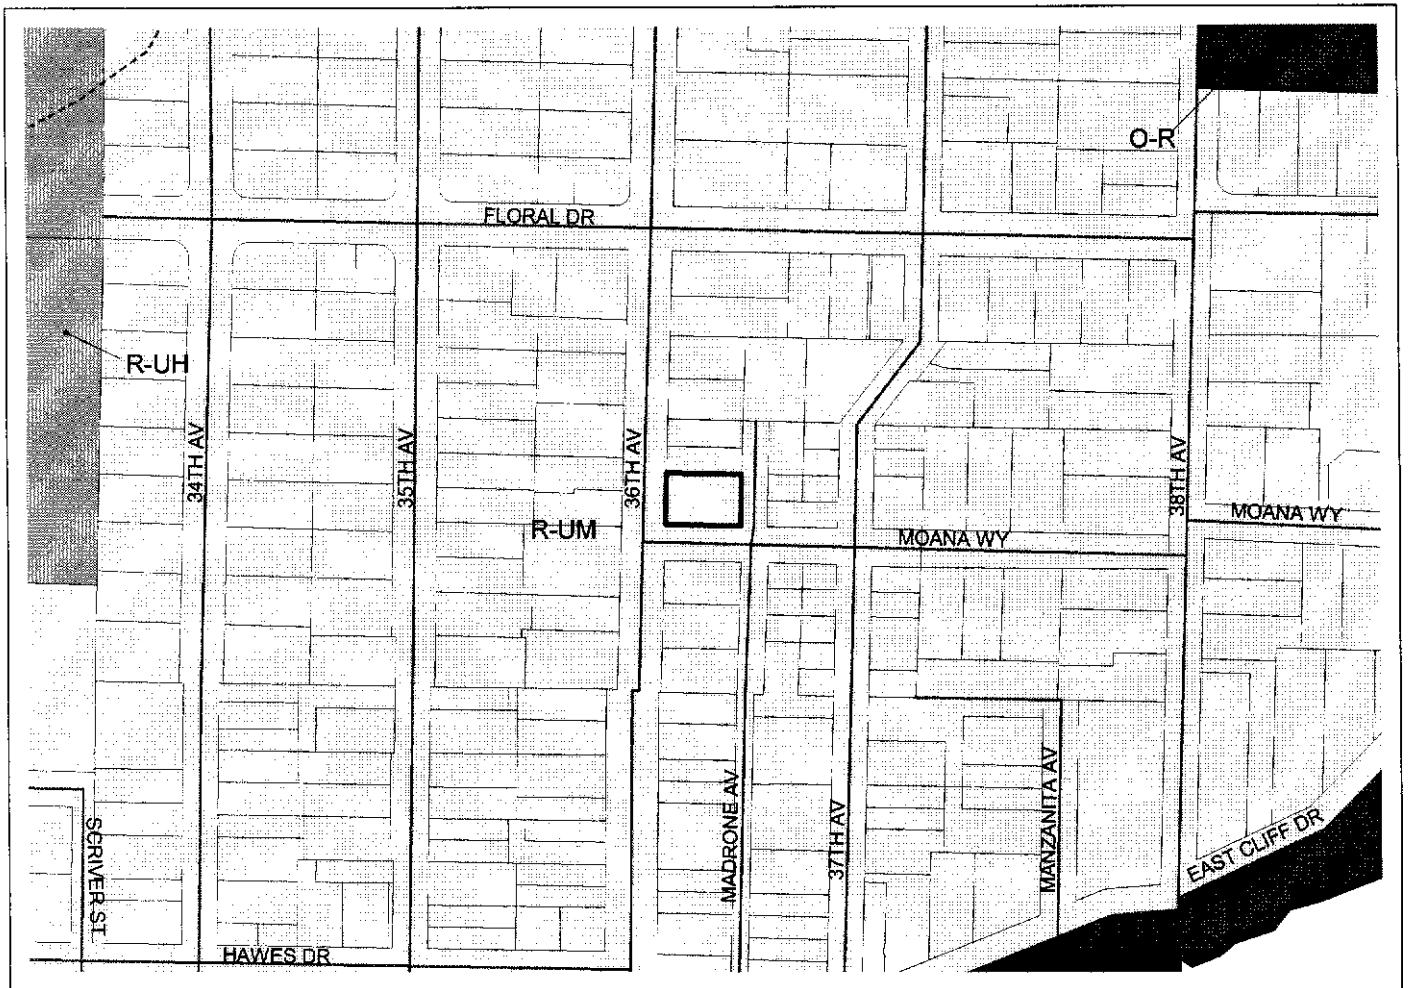 O-R
FLORAL DR
R-UH
34TH AV
35TH AV
36TH AV
38TH AV
R-UM
MOANA WY
MOANA WY
SCRIVER ST
MADRONE AV
37TH AV
MANZANITA AV
EAST CLIFF DR
HAWES DR